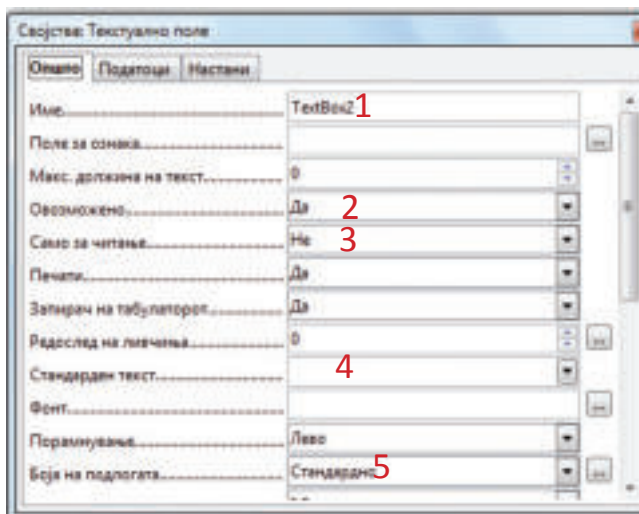 Својства: Текстуално поле
Општо Податоци Настани
Име TextBox2 1
Поле за ознака ...
Макс. должина на текст 0
Овозможено Да 2
Само за читање Не 3
Печати Да
Запирач на табулаторот Да
Редослед на ливчиња 0 ...
Стандарден текст 4
Фонт ...
Порамнување Лево
Боја на подлогата Стандардно 5 ...